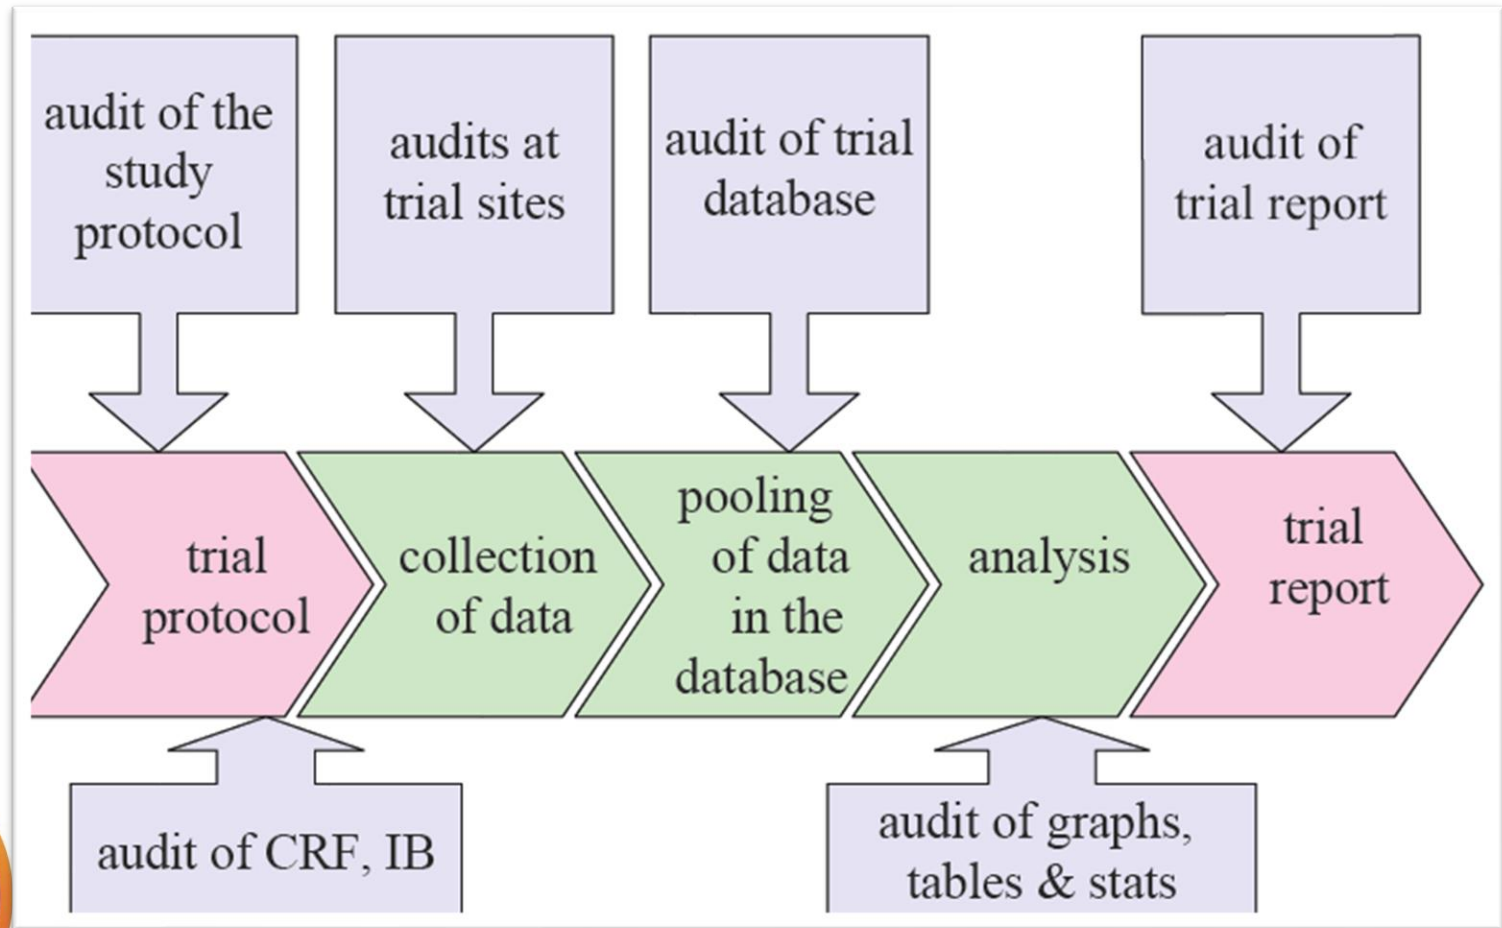 audit of the
study
protocol
audits at
trial sites
audit of trial
database
audit of
trial report
trial
protocol
collection
of data
pooling
of data
in the
database
analysis
trial
report
audit of CRF, IB
audit of graphs,
tables & stats